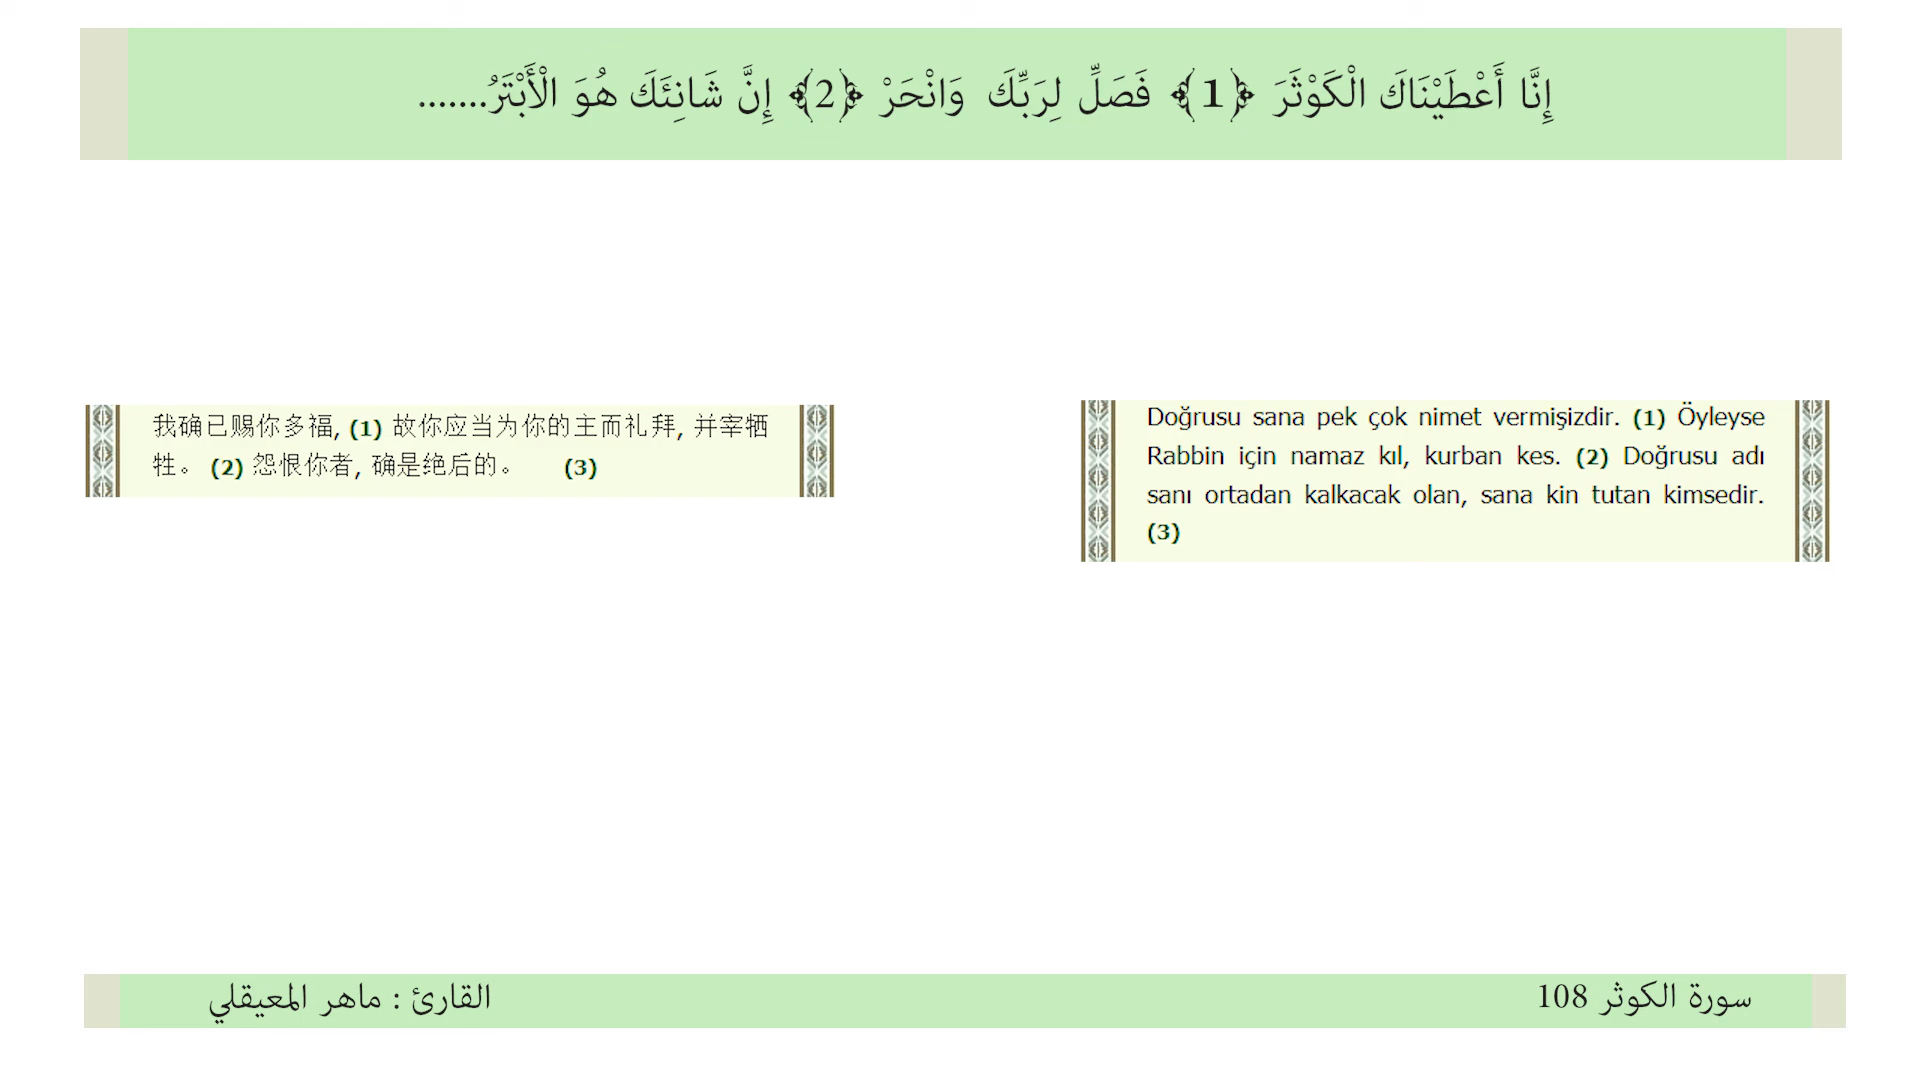 إِنَّا أَعْطَيْنَاكَ الْكَوْثَرَ ﴿1﴾ فَصَلِّ لِرَبِّكَ وَانْحَرْ ﴿2﴾ إِنَّ شَانِئَكَ هُوَ الْأَبْتَرُ.......
我确已赐你多福, (1) 故你应当为你的主而礼拜, 并宰牺
牲。 (2) 怨恨你者, 确是绝后的。 (3)
Doğrusu sana pek çok nimet vermişizdir. (1) Öyleyse
Rabbin için namaz kıl, kurban kes. (2) Doğrusu adı
sanı ortadan kalkacak olan, sana kin tutan kimsedir.
(3)
سورة الكوثر 108
القارئ : ماهر المعيقلي